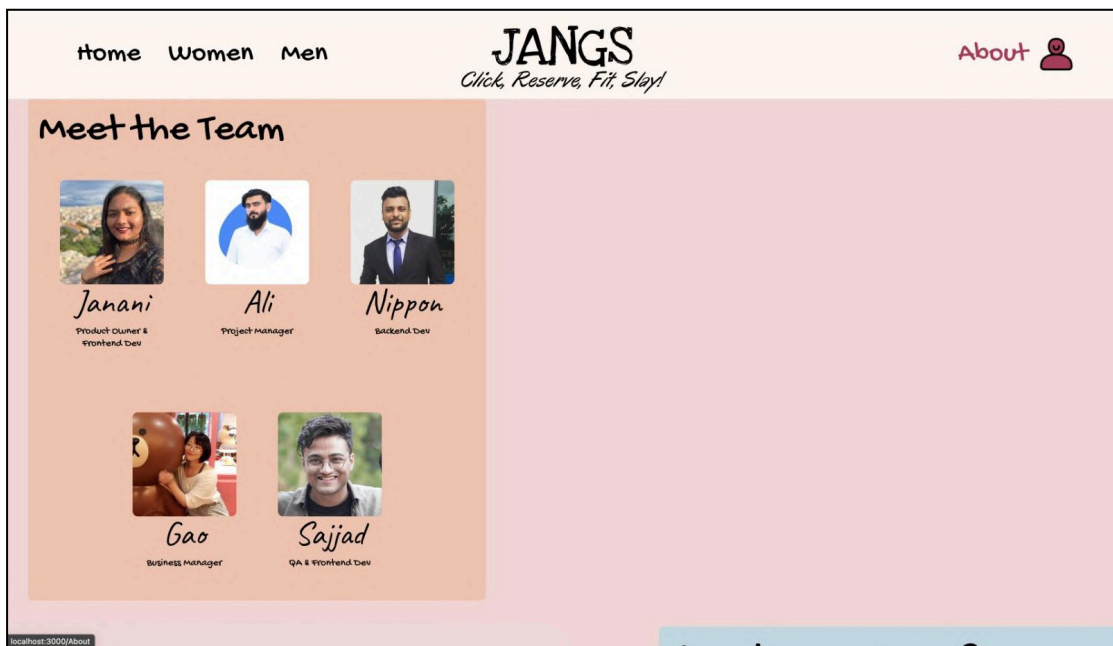 Home Women Men
JANGS
Click, Reserve, Fit, Slay!
About
Meet the Team
Janani
Product Owner &
Frontend Dev
Ali
Project Manager
Nippon
Backend Dev
Gao
Business Manager
Sajjad
QA & Frontend Dev
localhost:3000/About